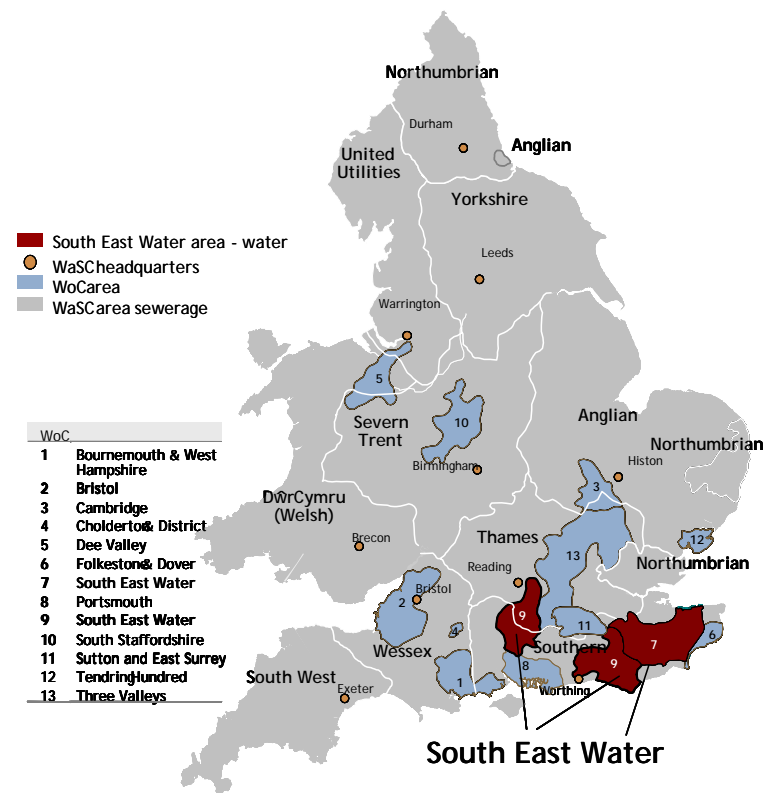 Northumbrian
Durham
Anglian
United
Utilities
Yorkshire
South East Water area - water
WaSCheadquarters
WoCarea
WaSCarea sewerage
Leeds
Warrington
5
Severn
Trent
10
Birmingham
Anglian
Northumbrian
Histon
3
WoC
1 Bournemouth & West
Hampshire
2 Bristol
3 Cambridge
4 Cholderton& District
5 Dee Valley
6 Folkestone& Dover
7 South East Water
8 Portsmouth
9 South East Water
10 South Staffordshire
11 Sutton and East Surrey
12 TendringHundred
13 Three Valleys
DŵrCymru
(Welsh)
Brecon
Thames
13
12
Northumbrian
Reading
Bristol
2
9
11
4
7
6
Wessex
Southern
8
9
South West
Exeter
1
Worthing
South East Water